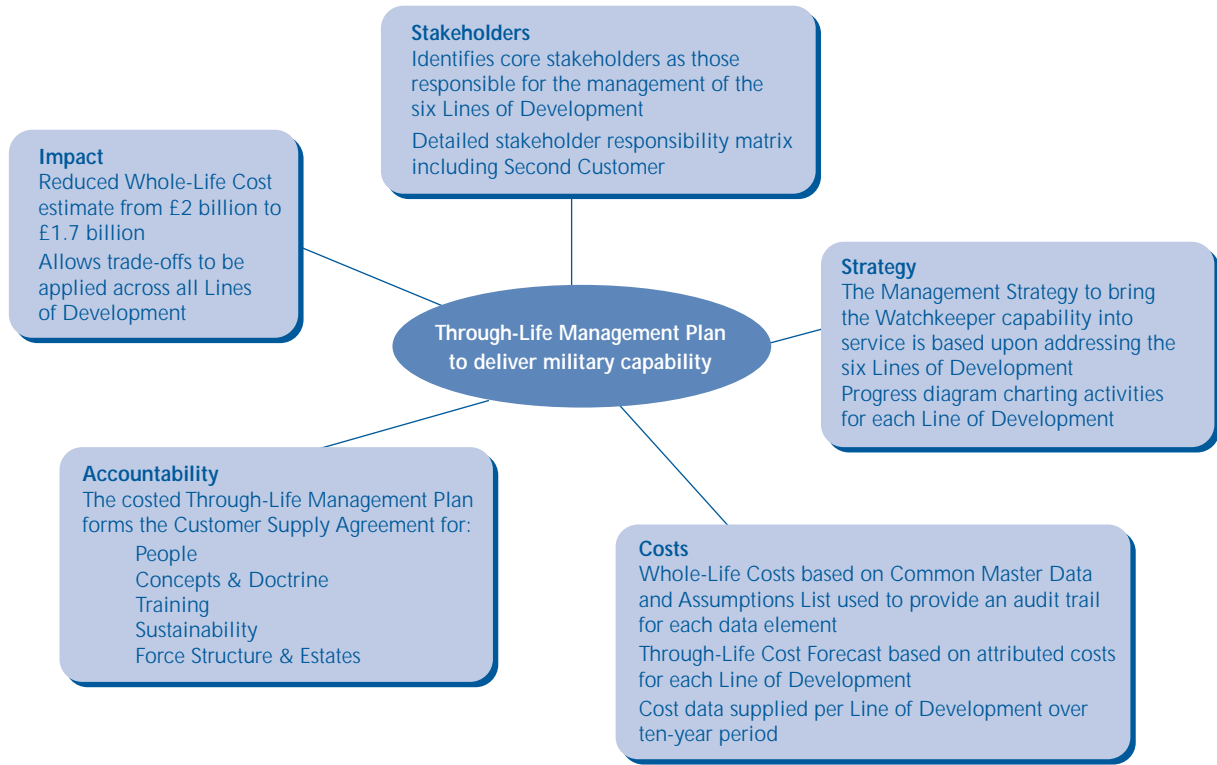 Stakeholders
Identifies core stakeholders as those
responsible for the management of the
six Lines of Development
Detailed stakeholder responsibility matrix
including Second Customer
Impact
Reduced Whole-Life Cost
estimate from £2 billion to
£1.7 billion
Allows trade-offs to be
applied across all Lines
of Development
Strategy
The Management Strategy to bring
the Watchkeeper capability into
service is based upon addressing the
six Lines of Development
Progress diagram charting activities
for each Line of Development
Through-Life Management Plan
to deliver military capability
Accountability
The costed Through-Life Management Plan
forms the Customer Supply Agreement for:
People
Concepts & Doctrine
Training
Sustainability
Force Structure & Estates
Costs
Whole-Life Costs based on Common Master Data
and Assumptions List used to provide an audit trail
for each data element
Through-Life Cost Forecast based on attributed costs
for each Line of Development
Cost data supplied per Line of Development over
ten-year period